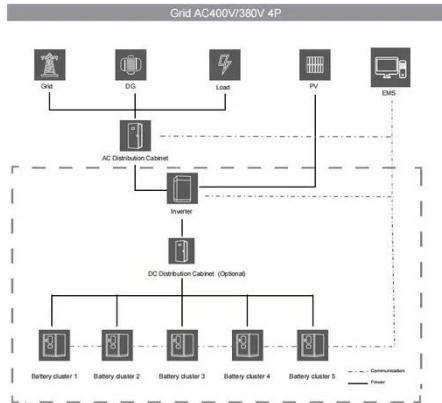 Grid AC400V/380V 4P
Grid
DG
Load
PV
EMS
AC Distribution Cabinet
Inverter
DC Distribution Cabinet (Optional)
Battery cluster 1
Battery cluster 2
Battery cluster 3
Battery cluster 4
Battery cluster 5
Communication
Power